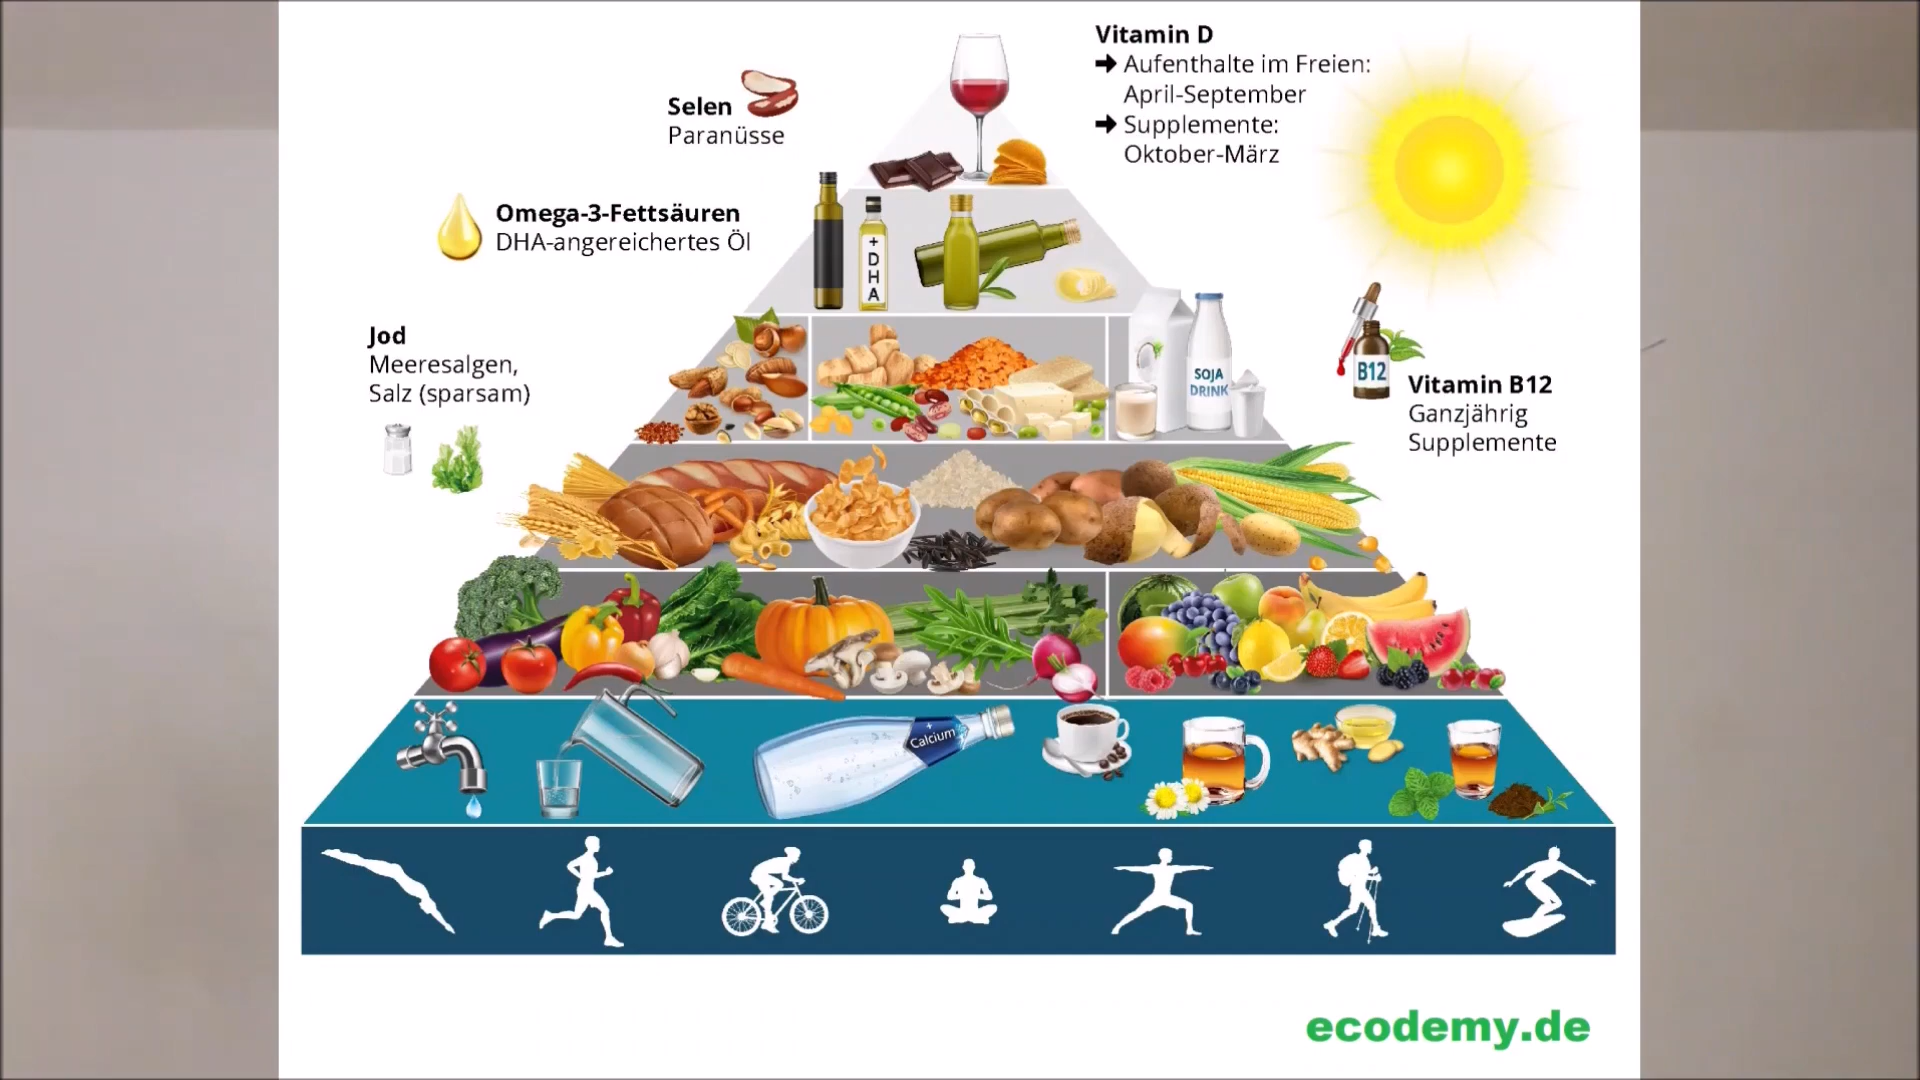 Vitamin D
➜ Aufenthalte im Freien:
April-September
➜ Supplemente:
Oktober-März
Selen
Paranüsse
Omega-3-Fettsäuren
DHA-angereichertes Öl
+
D
H
A
Jod
Meeresalgen,
Salz (sparsam)
SOJA
DRINK
B12
Vitamin B12
Ganzjährig
Supplemente
+
Calcium
ecodemy.de